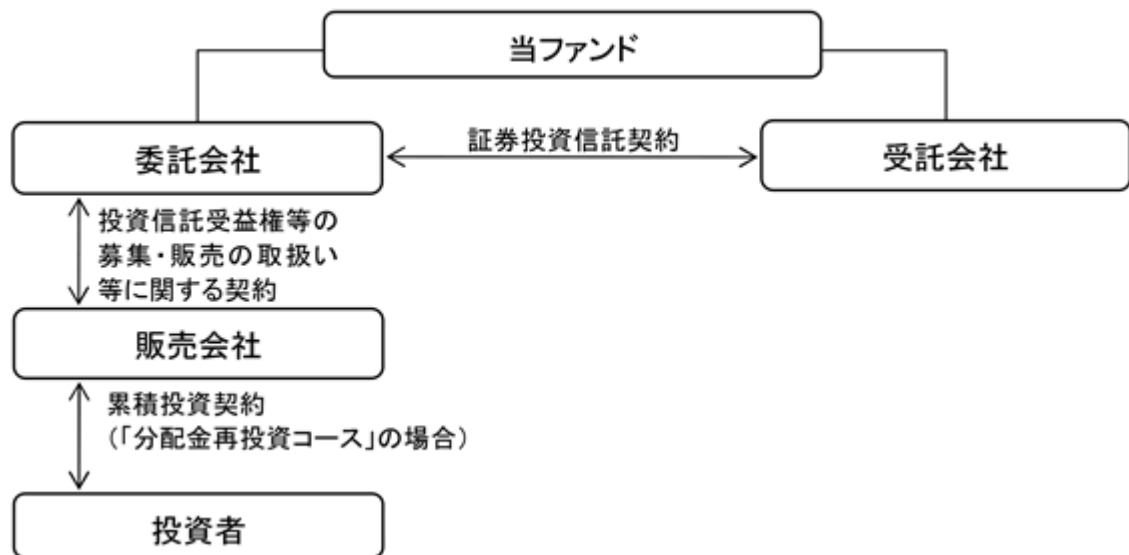 当ファンド
委託会社
証券投資信託契約
受託会社
投資信託受益権等の
募集・販売の取扱い
等に関する契約
販売会社
累積投資契約
(「分配金再投資コース」の場合)
投資者